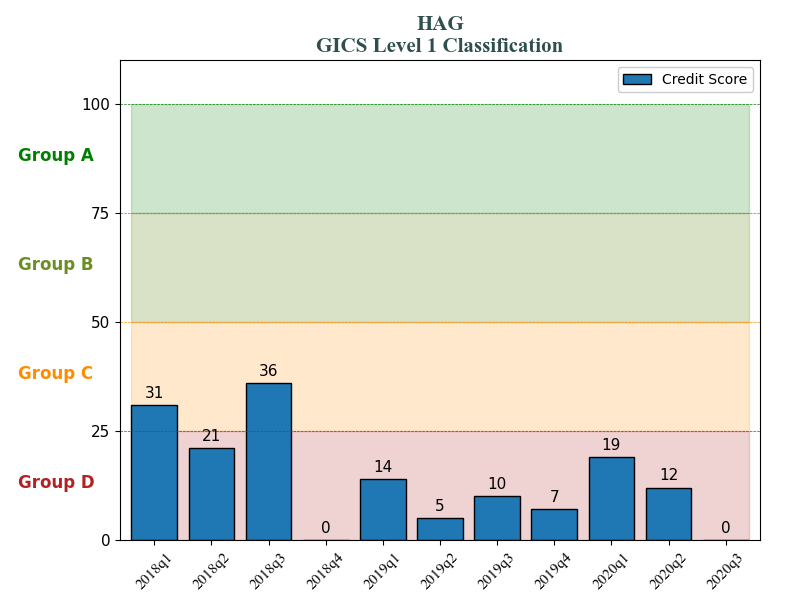 HAG
GICS Level 1 Classification
Credit Score
100
Group A
75
Group B
50
Group C
25
Group D
0
31
21
36
0
14
5
10
7
19
12
0
2018q1
2018q2
2018q3
2018q4
2019q1
2019q2
2019q3
2019q4
2020q1
2020q2
2020q3